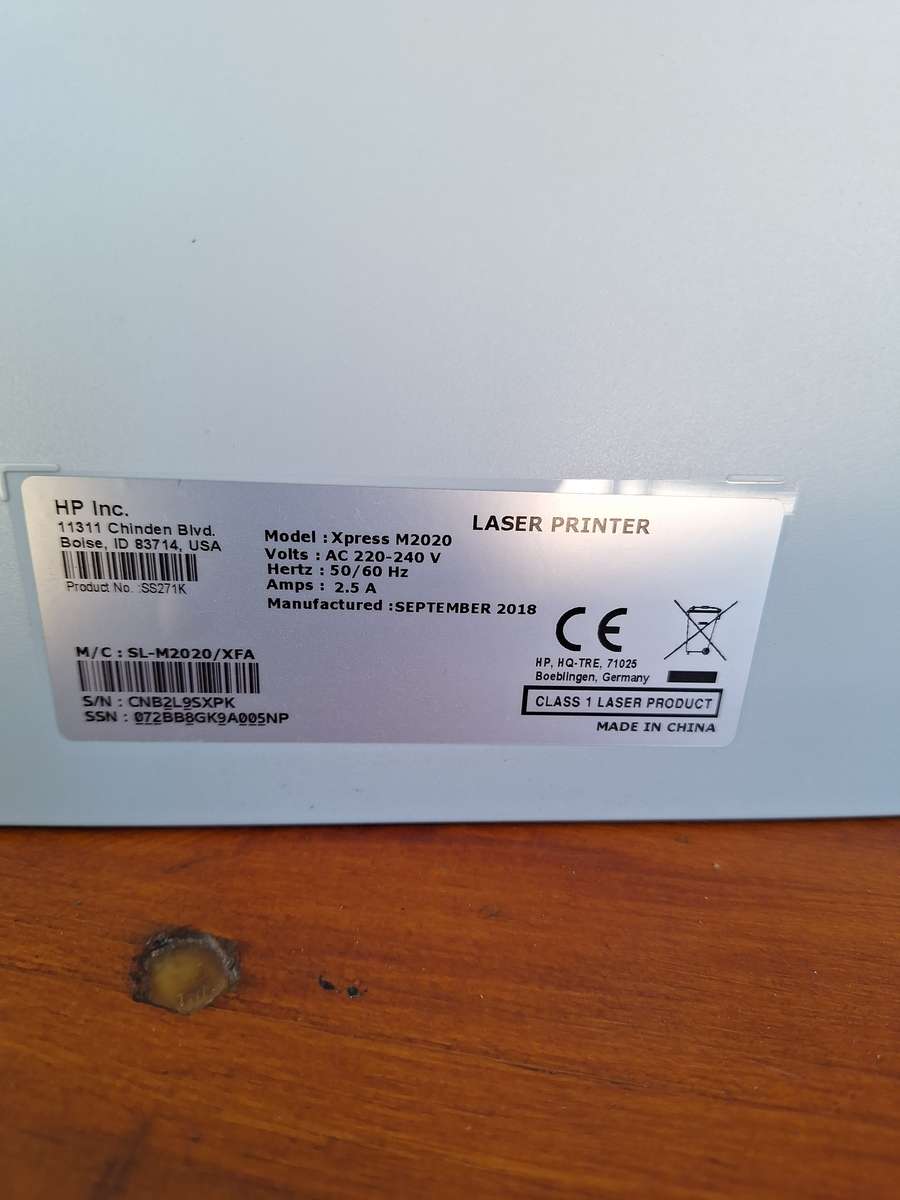 HP Inc.
11311 Chinden Blvd.
Boise, ID 83714, USA
Product No. :SS271K
M/C : SL-M2020/XFA
S/N : CNB2L9SXPK
SSN : 072BB8GK9A005NP
LASER PRINTER
Model : Xpress M2020
Volts : AC 220-240 V
Hertz : 50/60 Hz
Amps : 2.5 A
Manufactured :SEPTEMBER 2018
CE
HP, HQ-TRE, 71025
Boeblingen, Germany
CLASS 1 LASER PRODUCT
MADE IN CHINA